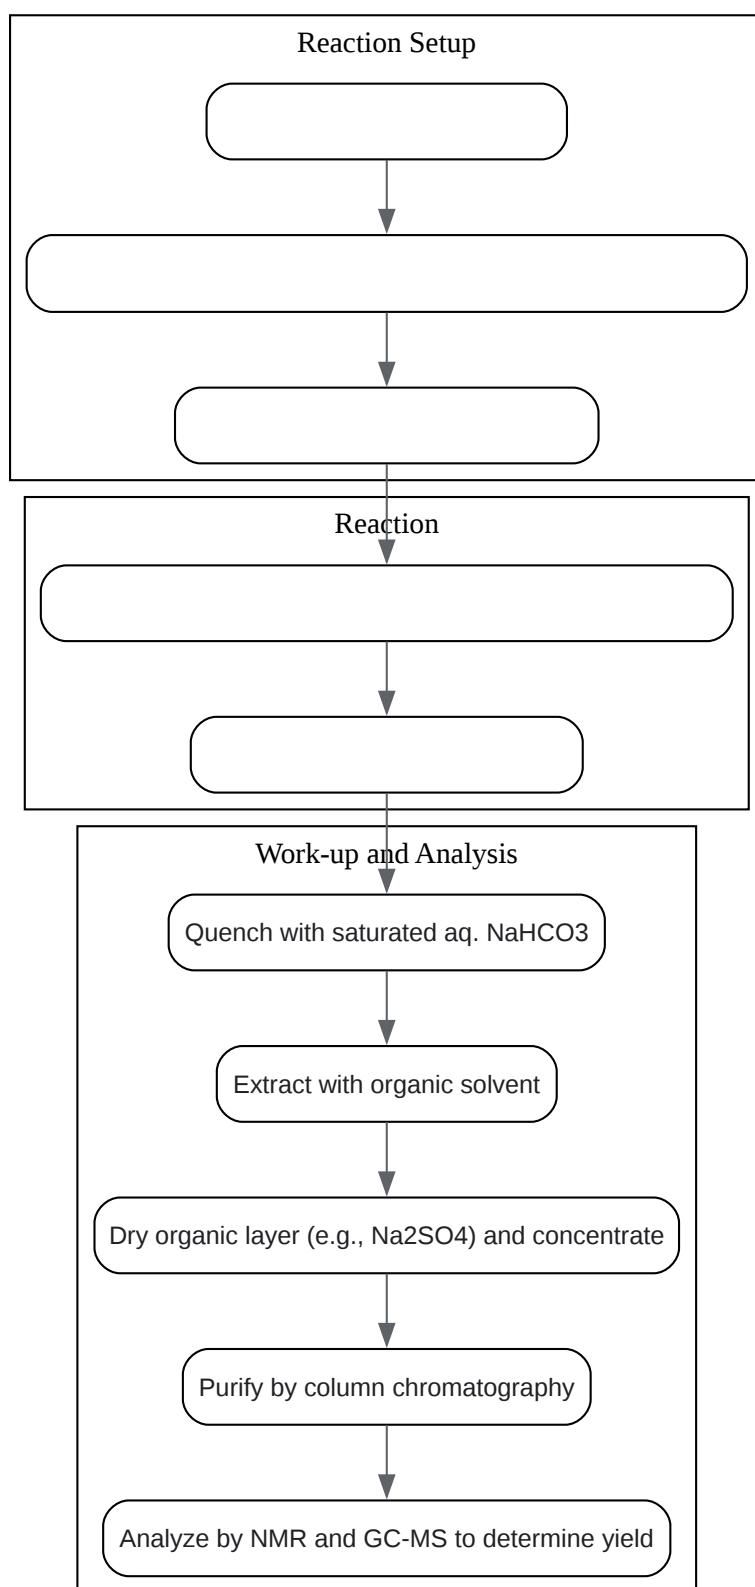 Reaction Setup
Reaction
Work-up and Analysis
Quench with saturated aq. NaHCO3
Extract with organic solvent
Dry organic layer (e.g., Na2SO4) and concentrate
Purify by column chromatography
Analyze by NMR and GC-MS to determine yield